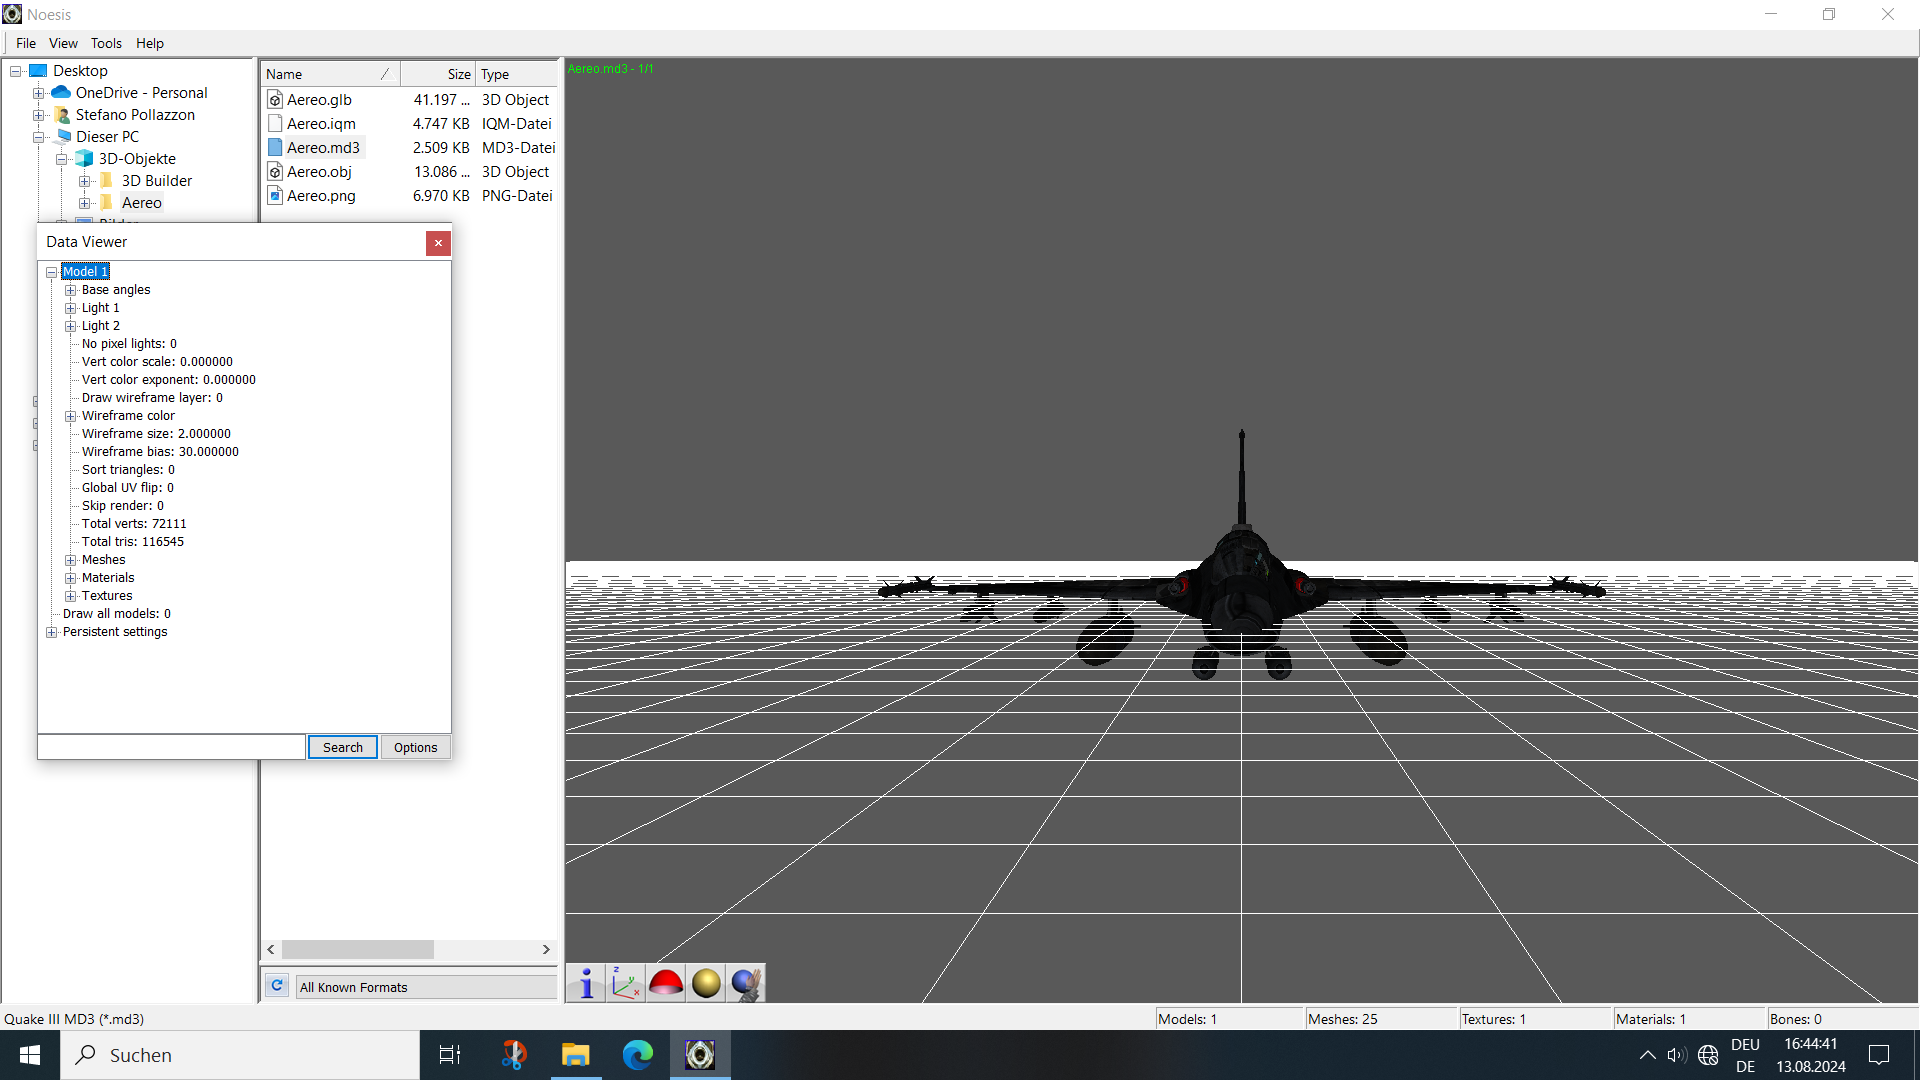 Noesis
File View Tools Help
Desktop
OneDrive - Personal
Stefano Pollazzon
Dieser PC
3D-Objekte
3D Builder
Aereo
Name Size Type
Aereo.glb 41.197 ... 3D Object
Aereo.iqm 4.747 KB IQM-Datei
Aereo.md3 2.509 KB MD3-Datei
Aereo.obj 13.086 ... 3D Object
Aereo.png 6.970 KB PNG-Datei
Aereo.md3 - 1/1
Data Viewer
Model 1
Base angles
Light 1
Light 2
No pixel lights: 0
Vert color scale: 0.000000
Vert color exponent: 0.000000
Draw wireframe layer: 0
Wireframe color
Wireframe size: 2.000000
Wireframe bias: 30.000000
Sort triangles: 0
Global UV flip: 0
Skip render: 0
Total verts: 72111
Total tris: 116545
Meshes
Materials
Textures
Draw all models: 0
Persistent settings
Search Options
All Known Formats
z y x
Quake III MD3 (*.md3) Models: 1 Meshes: 25 Textures: 1 Materials: 1 Bones: 0
Suchen
DEU
DE
16:44:41
13.08.2024